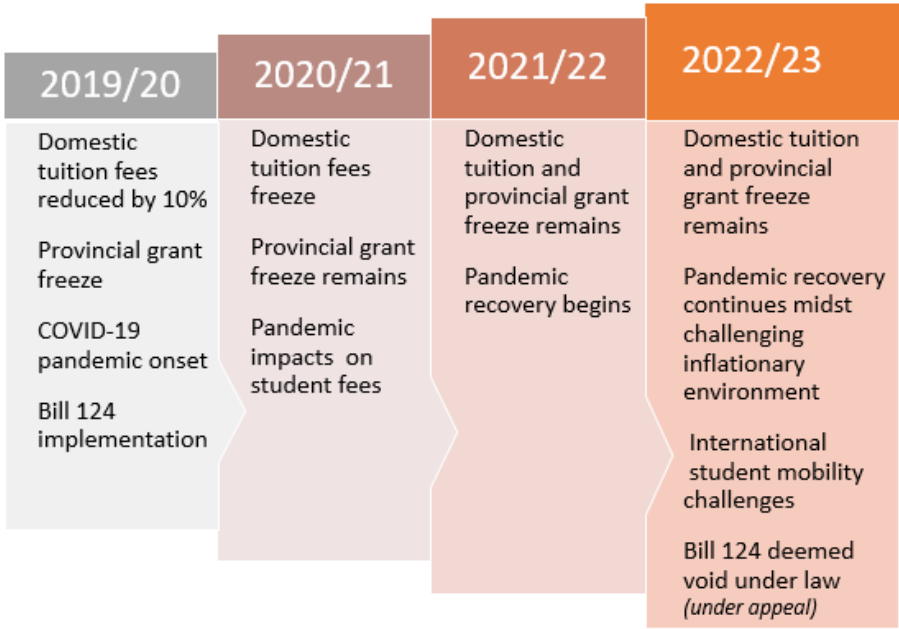 2019/20
Domestic
tuition fees
reduced by 10%
Provincial grant
freeze
COVID-19
pandemic onset
Bill 124
implementation
2020/21
Domestic
tuition fees
freeze
Provincial grant
freeze remains
Pandemic
impacts on
student fees
2021/22
Domestic
tuition and
provincial grant
freeze remains
Pandemic
recovery begins
2022/23
Domestic tuition
and provincial
grant freeze
remains
Pandemic recovery
continues midst
challenging
inflationary
environment
International
student mobility
challenges
Bill 124 deemed
void under law
(under appeal)